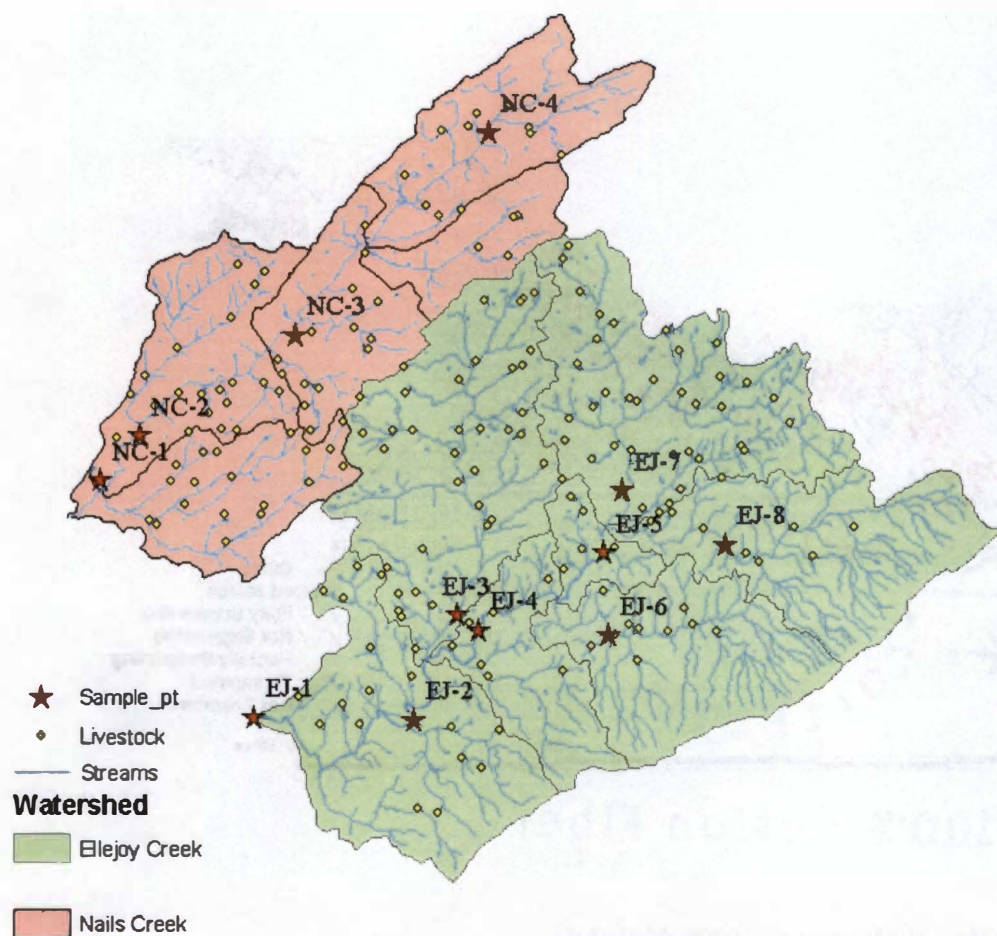 NC-4
NC-3
NC-2
NC-1
EJ-7
EJ-5
EJ-8
EJ-3
EJ-4
EJ-6
EJ-1
EJ-2
Sample_pt
Livestock
Streams
Watershed
Ellejoy Creek
Nails Creek